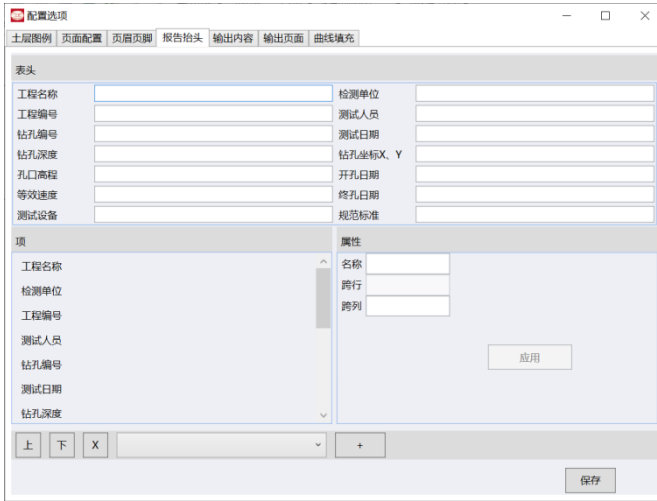 配置选项
土层图例 页面配置 页眉页脚 报告抬头 输出内容 输出页面 曲线填充
表头
工程名称 检测单位
工程编号 测试人员
钻孔编号 测试日期
钻孔深度 钻孔坐标X、Y
孔口高程 开孔日期
等效速度 终孔日期
测试设备 规范标准
项 属性
工程名称
检测单位
工程编号
测试人员
钻孔编号
测试日期
钻孔深度
名称
跨行
跨列
应用
上 下 X +
保存